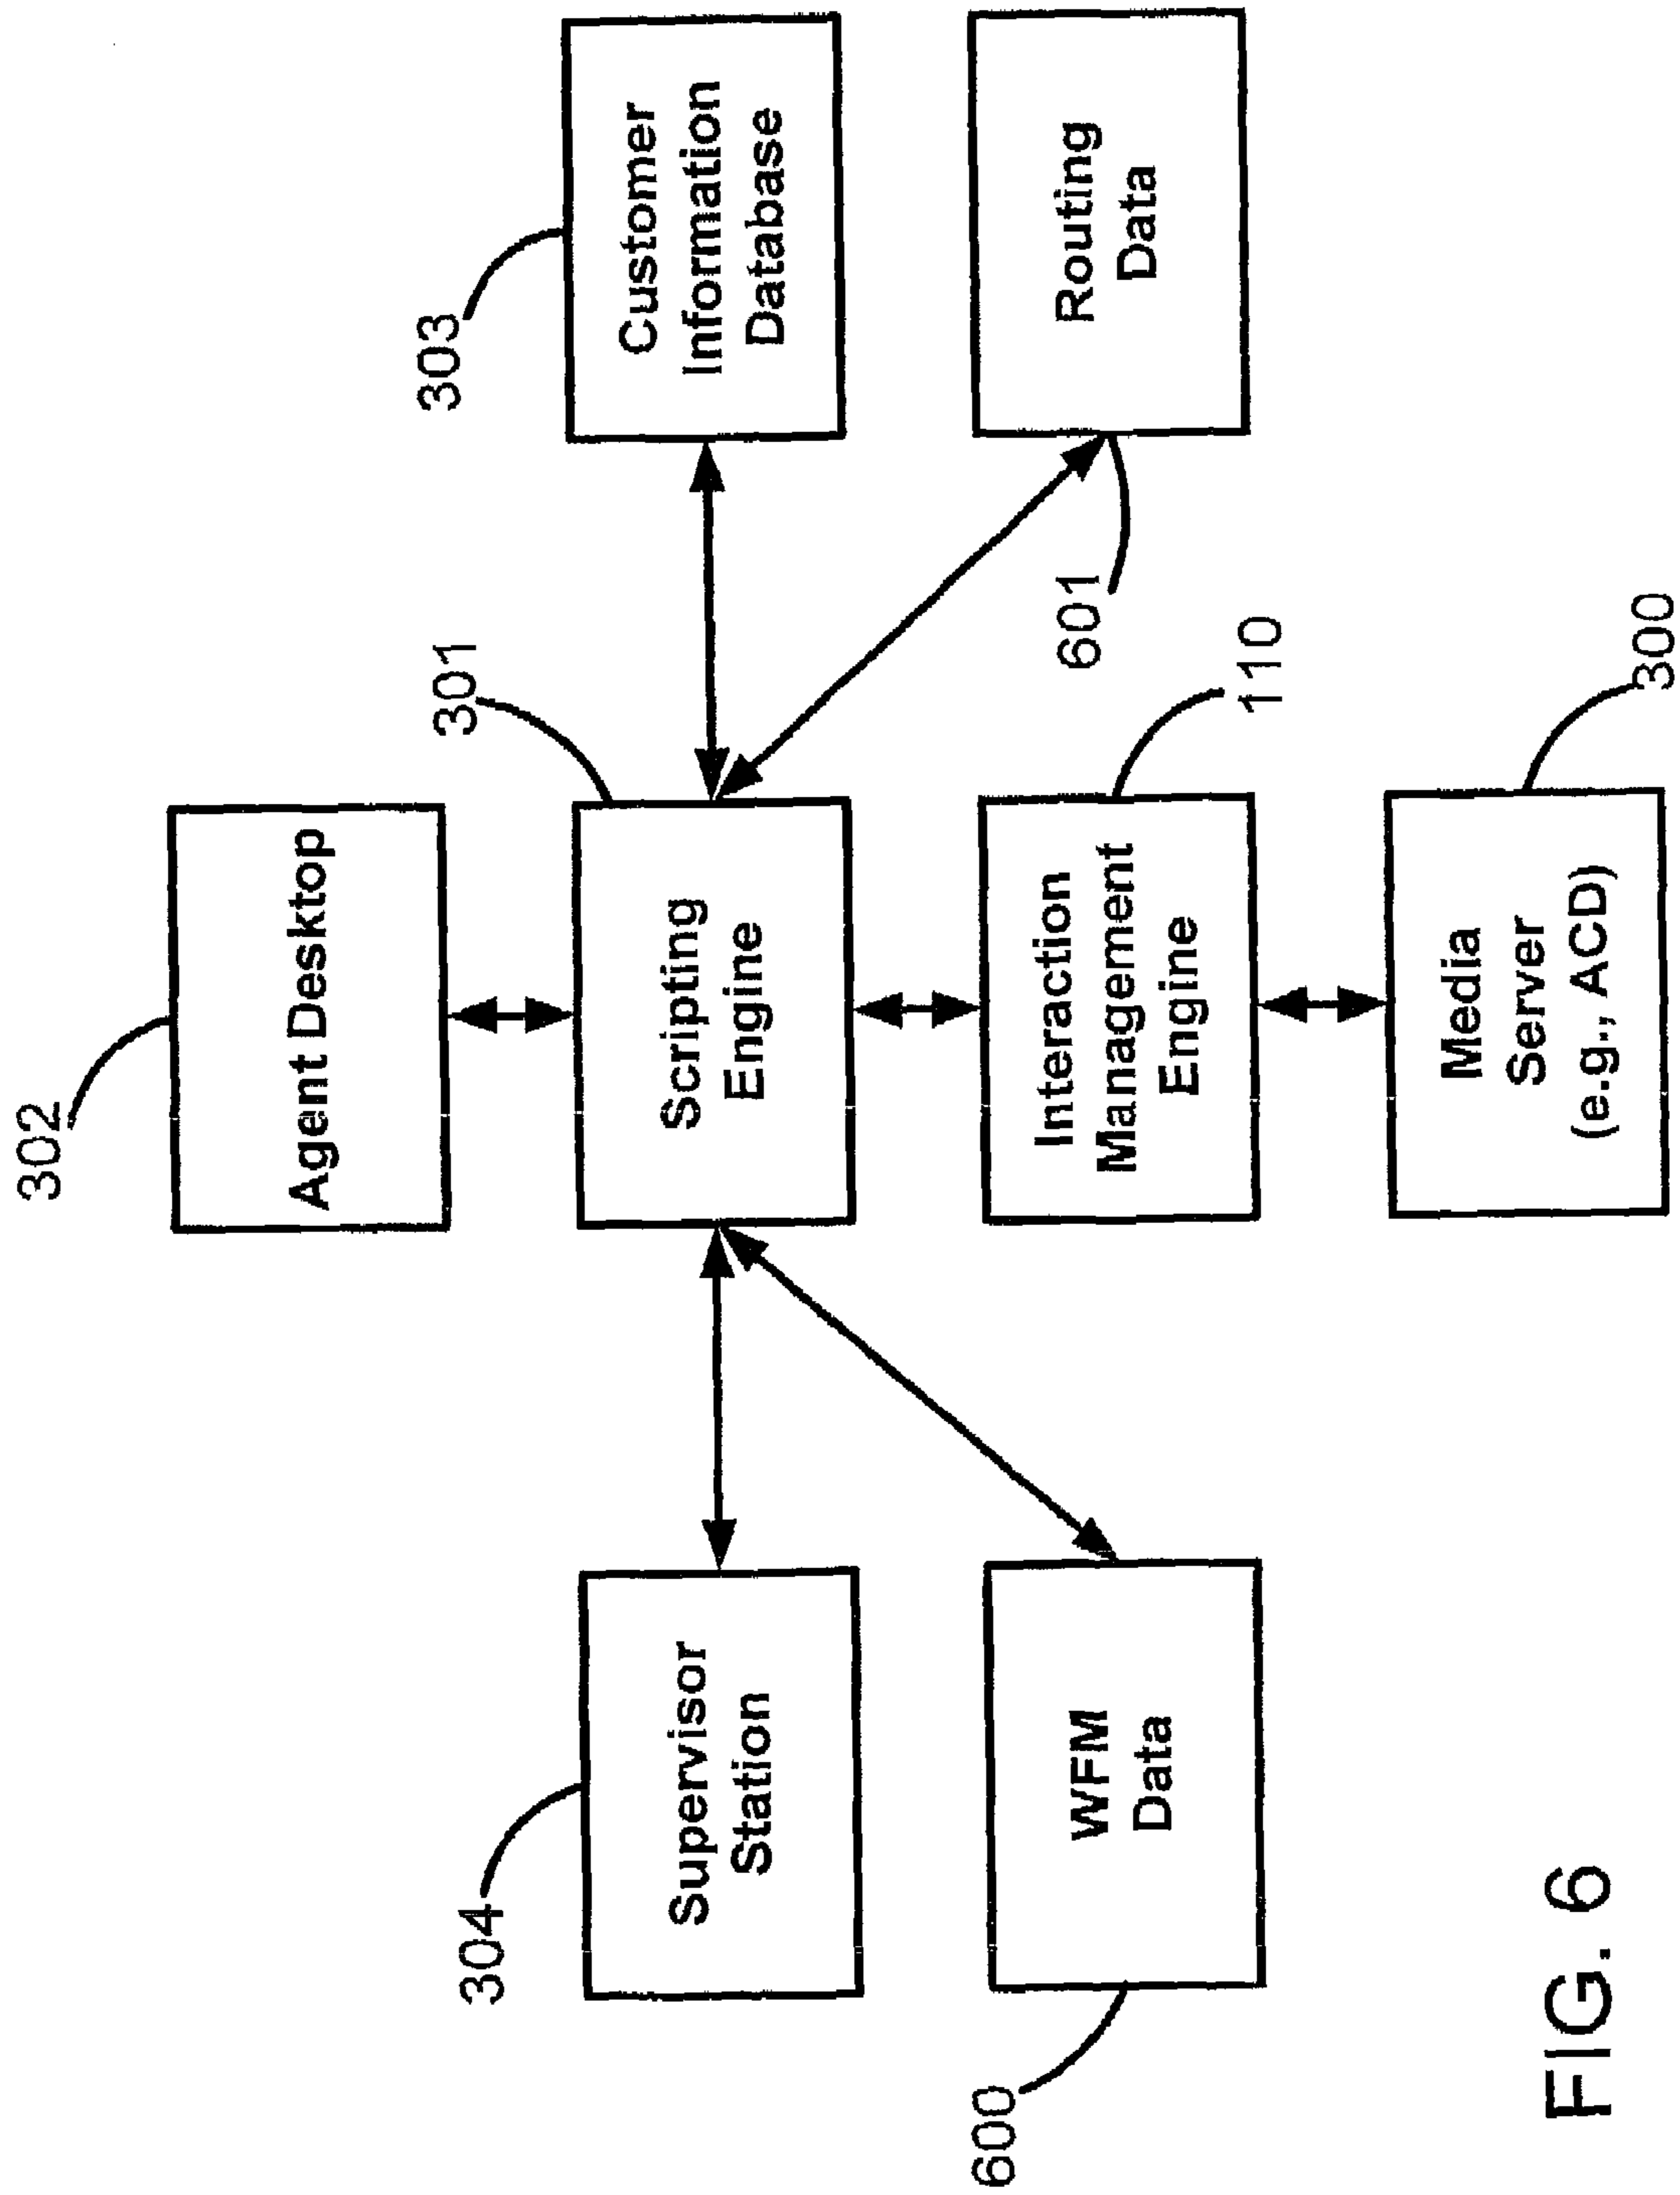 302
Agent Desktop
304
Supervisor
Station
301
Scripting
Engine
303
Customer
Information
Database
600
WFM
Data
110
Interaction
Management
Engine
601
Routing
Data
300
Media
Server
(e.g., ACD)
FIG. 6